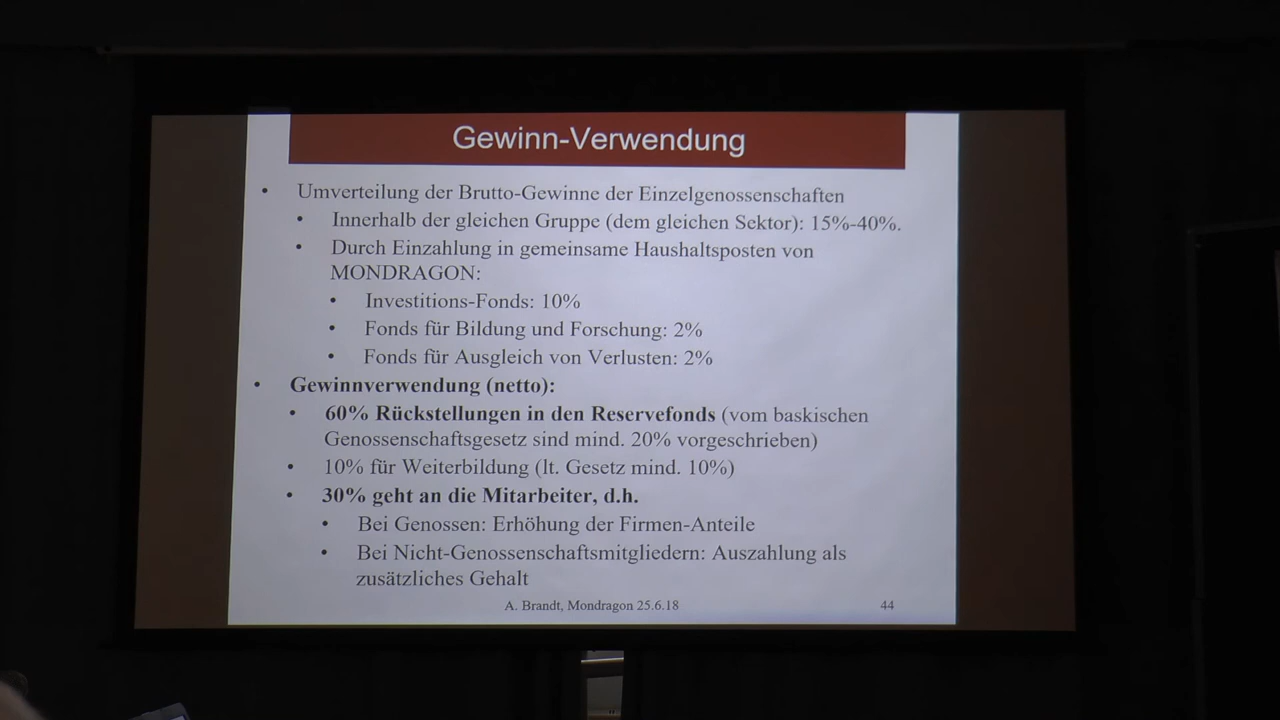 Gewinn-Verwendung
• Umverteilung der Brutto-Gewinne der Einzelgenossenschaften
• Innerhalb der gleichen Gruppe (dem gleichen Sektor): 15%-40%.
• Durch Einzahlung in gemeinsame Haushaltsposten von
MONDRAGON:
• Investitions-Fonds: 10%
• Fonds für Bildung und Forschung: 2%
• Fonds für Ausgleich von Verlusten: 2%
• Gewinnverwendung (netto):
• 60% Rückstellungen in den Reservefonds (vom baskischen
Genossenschaftsgesetz sind mind. 20% vorgeschrieben)
• 10% für Weiterbildung (lt. Gesetz mind. 10%)
• 30% geht an die Mitarbeiter, d.h.
• Bei Genossen: Erhöhung der Firmen-Anteile
• Bei Nicht-Genossenschaftsmitgliedern: Auszahlung als
zusätzliches Gehalt
A. Brandt, Mondragon 25.6.18 44